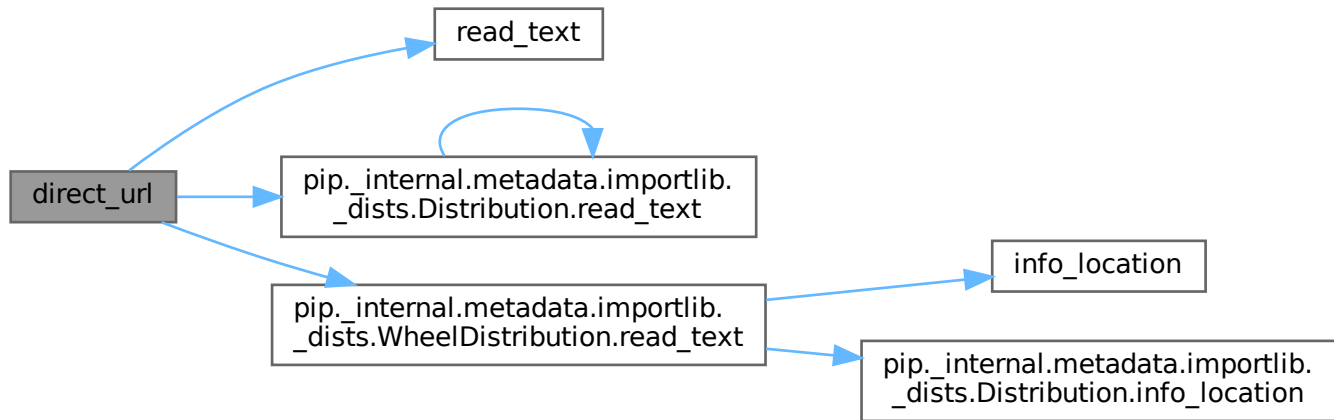 read_text
direct_url
pip._internal.metadata.importlib.
_dists.Distribution.read_text
pip._internal.metadata.importlib.
_dists.WheelDistribution.read_text
info_location
pip._internal.metadata.importlib.
_dists.Distribution.info_location